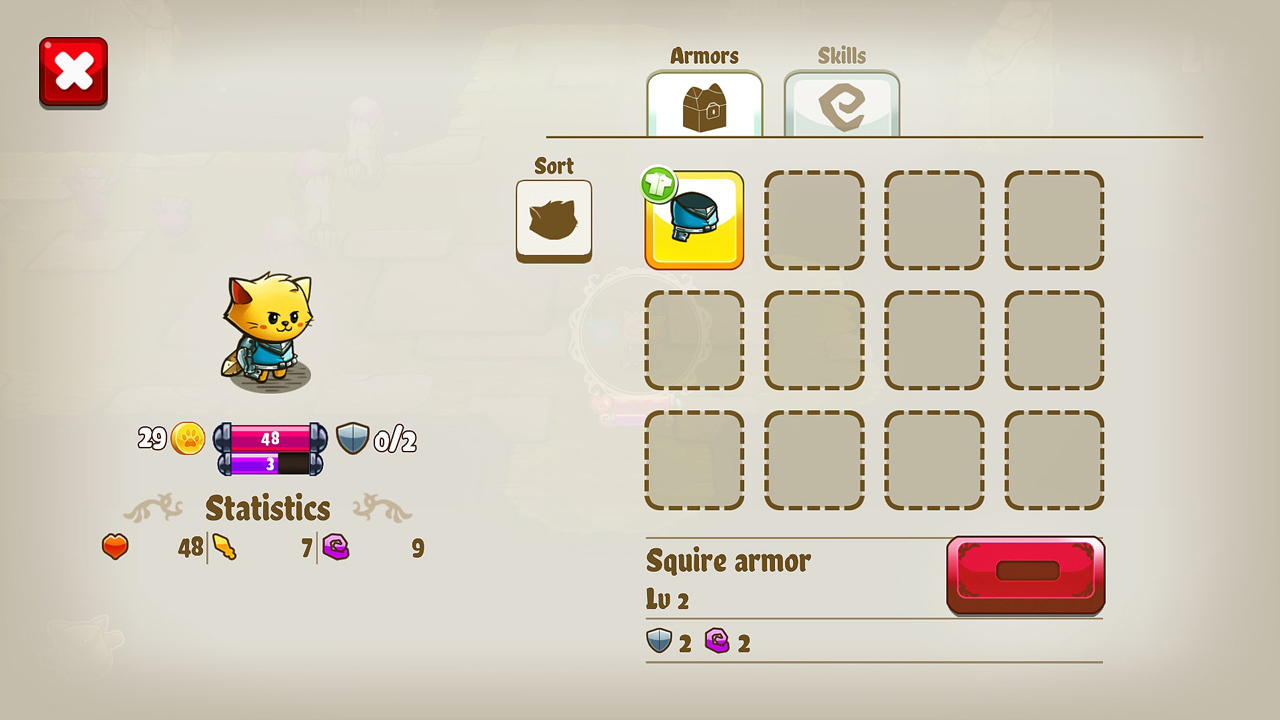 Armors
Skills
Sort
29
48
3
0/2
Statistics
48
7
9
Squire armor
Lv 2
2
2